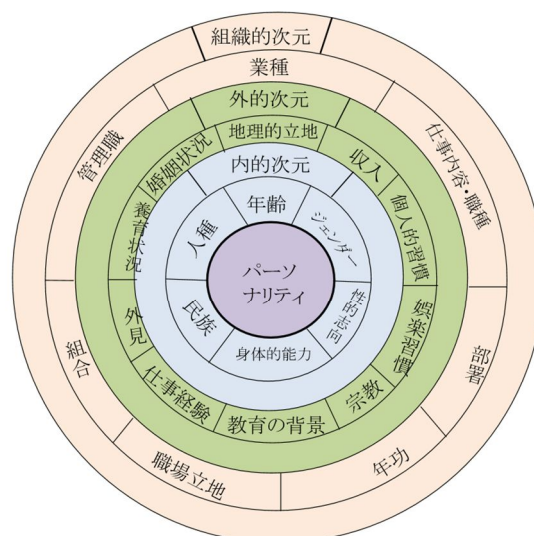 組織的次元
業種
仕事内容・職種
部署
年功
職場立地
組合
管理職
外的次元
地理的立地
収入
個人的習慣
娯楽習慣
宗教
教育の背景
仕事経験
外見
養育状況
婚姻状況
内的次元
年齢
ジェンダー
性的志向
身体的能力
民族
人種
パーソ
ナリティ